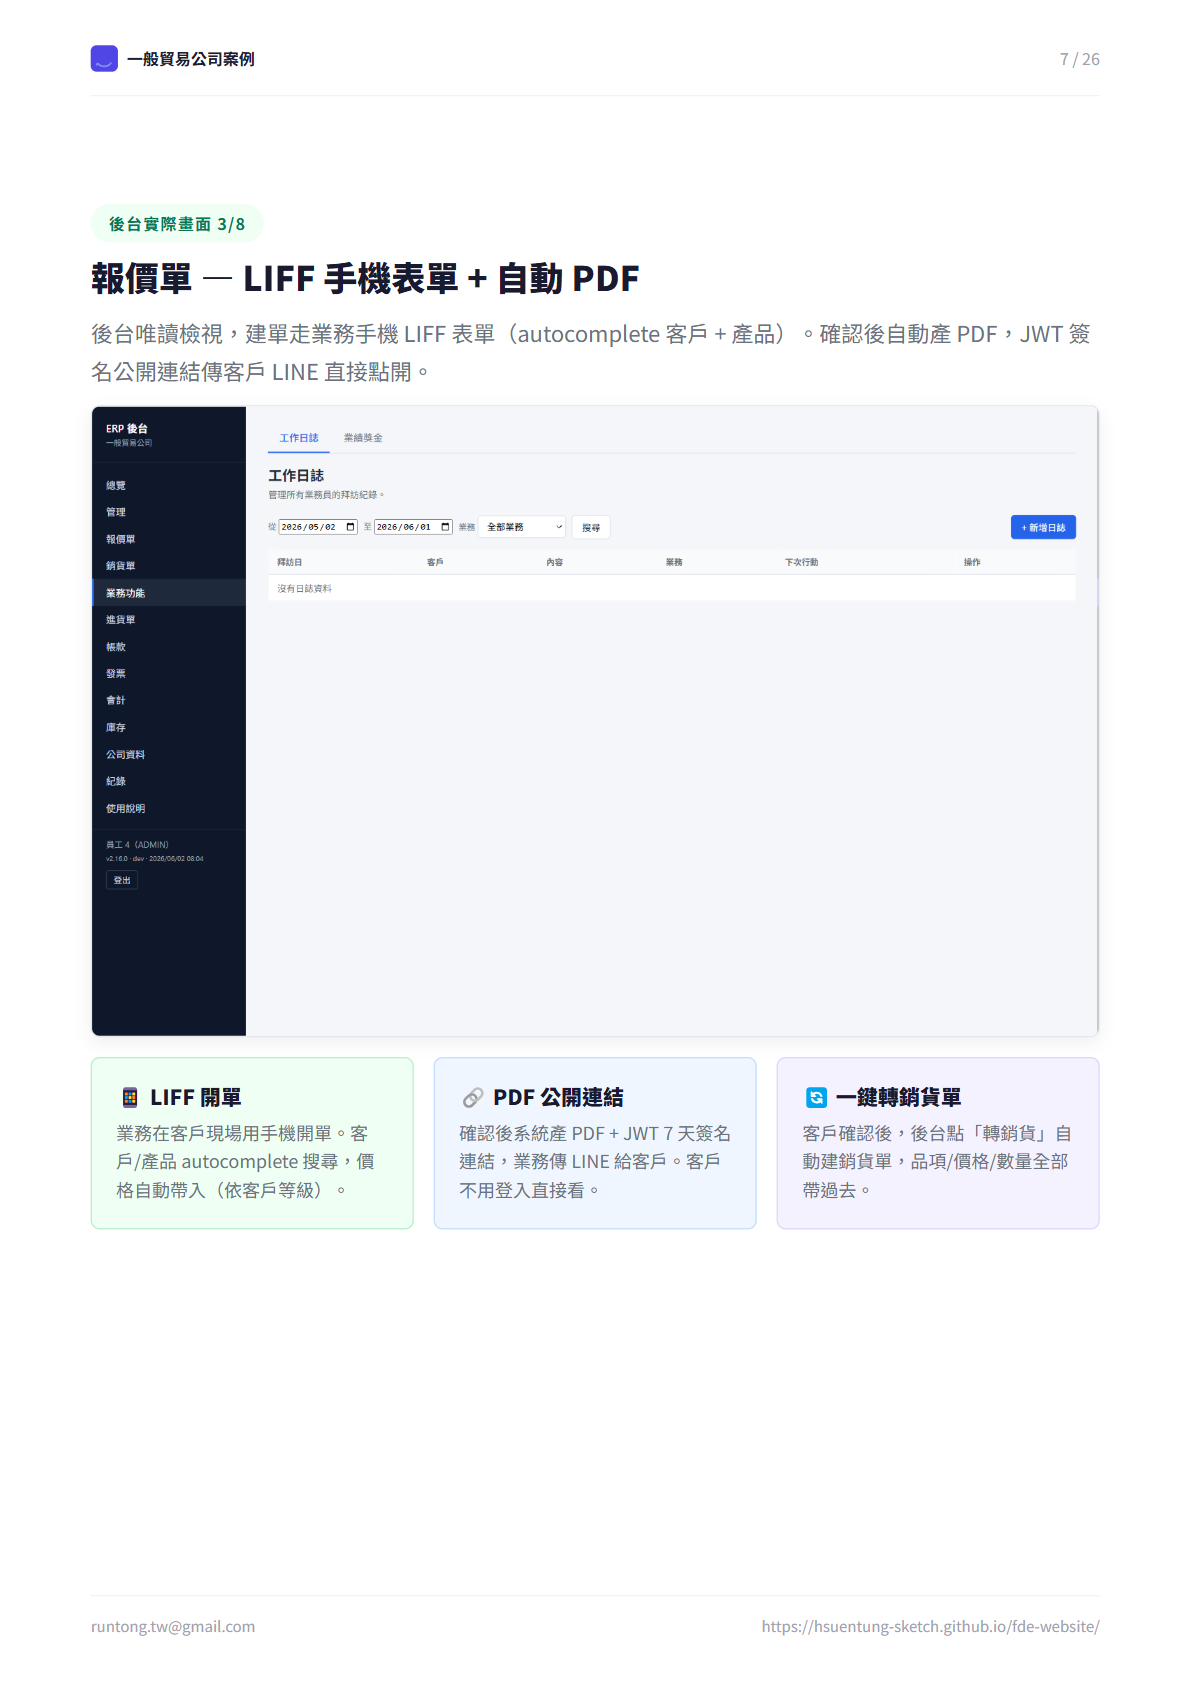 一般貿易公司案例
7 / 26
後台實際畫面 3/8
報價單 — LIFF 手機表單 + 自動 PDF
後台唯讀檢視，建單走業務手機 LIFF 表單（autocomplete 客戶 + 產品）。確認後自動產 PDF，JWT 簽
名公開連結傳客戶 LINE 直接點開。
ERP 後台
一般貿易公司
總覽
管理
報價單
銷貨單
業務功能
進貨單
帳款
發票
會計
庫存
公司資料
紀錄
使用說明
員工 4（ADMIN）
v2.16.0 · dev · 2026/06/02 08:04
登出
工作日誌 業績獎金
工作日誌
管理所有業務員的拜訪紀錄。
從 2026/05/02 至 2026/06/01 業務 全部業務 搜尋 + 新增日誌
拜訪日 客戶 內容 業務 下次行動 操作
沒有日誌資料
LIFF 開單
業務在客戶現場用手機開單。客
戶/產品 autocomplete 搜尋，價
格自動帶入（依客戶等級）。
PDF 公開連結
確認後系統產 PDF + JWT 7 天簽名
連結，業務傳 LINE 給客戶。客戶
不用登入直接看。
一鍵轉銷貨單
客戶確認後，後台點「轉銷貨」自
動建銷貨單，品項/價格/數量全部
帶過去。
runtong.tw@gmail.com
https://hsuentung-sketch.github.io/fde-website/